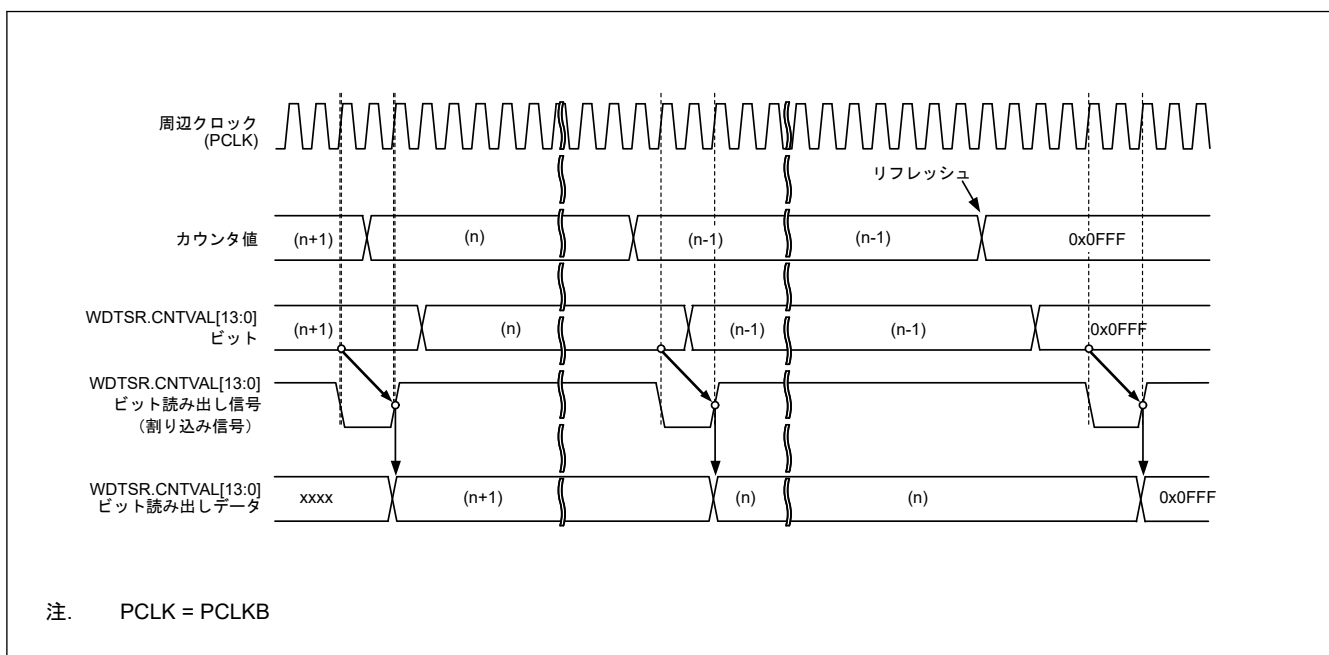 周辺クロック
(PCLK)
リフレッシュ
カウンタ値
(n+1)
(n)
(n-1)
(n-1)
0x0FFF
WDTSR.CNTVAL[13:0]
ビット
(n+1)
(n)
(n-1)
(n-1)
0x0FFF
WDTSR.CNTVAL[13:0]
ビット読み出し信号
（割り込み信号）
WDTSR.CNTVAL[13:0]
ビット読み出しデータ
xxxx
(n+1)
(n)
(n)
0x0FFF
注. PCLK = PCLKB